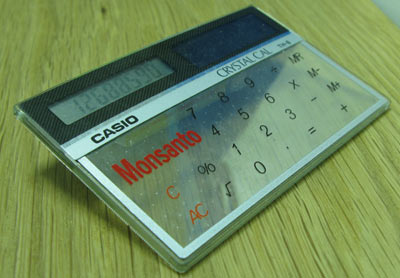 CASIO
CRYSTAL CAL
Monsanto
7 8 9 ÷ MR
4 5 6 × M-
C % 1 2 3 − M+
AC √ 0 . = +